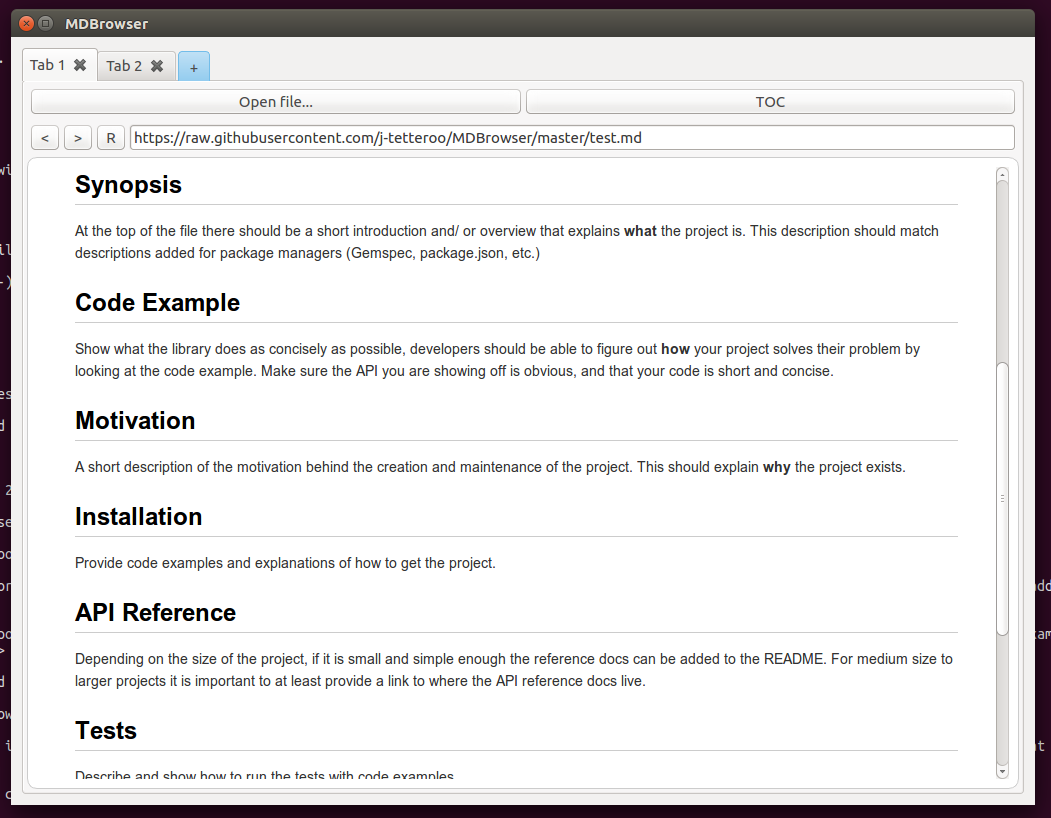 MDBrowser
Tab 1 ✖ Tab 2 ✖ +
Open file... TOC
< > R https://raw.githubusercontent.com/j-tetteroo/MDBrowser/master/test.md
Synopsis
At the top of the file there should be a short introduction and/ or overview that explains what the project is. This description should match
descriptions added for package managers (Gemspec, package.json, etc.)
Code Example
Show what the library does as concisely as possible, developers should be able to figure out how your project solves their problem by
looking at the code example. Make sure the API you are showing off is obvious, and that your code is short and concise.
Motivation
A short description of the motivation behind the creation and maintenance of the project. This should explain why the project exists.
Installation
Provide code examples and explanations of how to get the project.
API Reference
Depending on the size of the project, if it is small and simple enough the reference docs can be added to the README. For medium size to
larger projects it is important to at least provide a link to where the API reference docs live.
Tests
Describe and show how to run the tests with code examples.